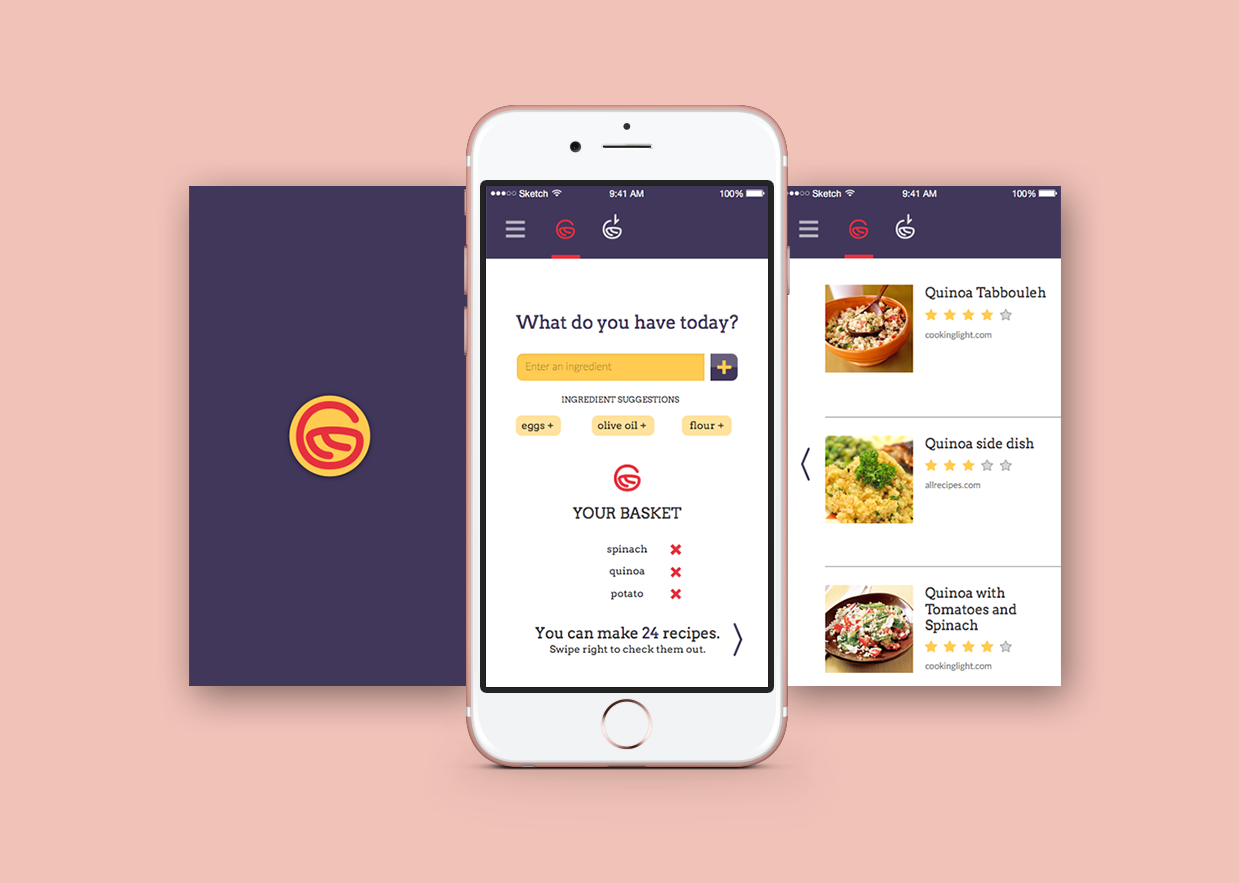 Sketch 9:41 AM 100%
What do you have today?
Enter an ingredient +
INGREDIENT SUGGESTIONS
eggs + olive oil + flour +
YOUR BASKET
spinach
quinoa
potato
You can make 24 recipes.
Swipe right to check them out.
Sketch 9:41 AM 100%
Quinoa Tabbouleh
cookinglight.com
Quinoa side dish
allrecipes.com
Quinoa with
Tomatoes and
Spinach
cookinglight.com